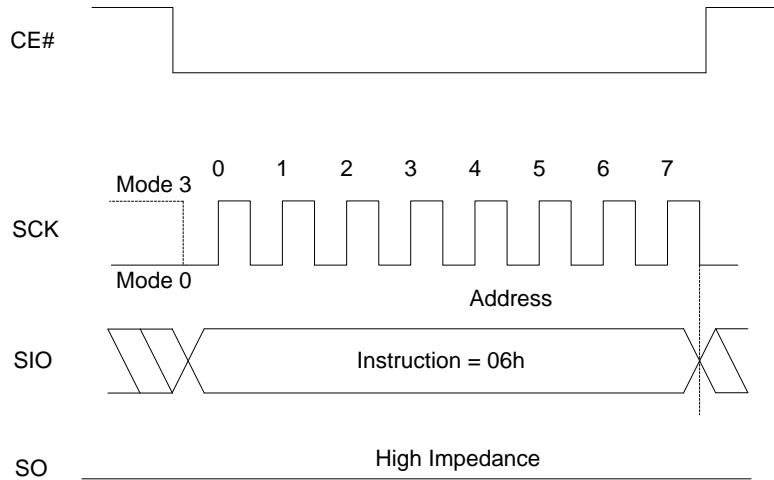 CE#
0 1 2 3 4 5 6 7
Mode 3
SCK
Mode 0
Address
SIO
Instruction = 06h
High Impedance
SO